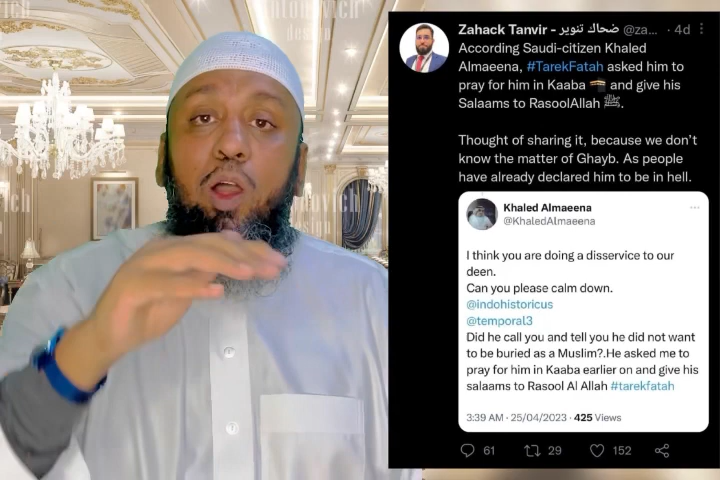 Zahack Tanvir - ضحاك تنوير @za... · 4d
According Saudi-citizen Khaled
Almaeena, #TarekFatah asked him to
pray for him in Kaaba 🕋 and give his
Salaams to RasoolAllah ﷺ.
Thought of sharing it, because we don't
know the matter of Ghayb. As people
have already declared him to be in hell.
Khaled Almaeena
@KhaledAlmaeena
I think you are doing a disservice to our
deen.
Can you please calm down.
@indohistoricus
@temporal3
Did he call you and tell you he did not want
to be buried as a Muslim?.He asked me to
pray for him in Kaaba earlier on and give his
salaams to Rasool Al Allah #tarekfatah
3:39 AM · 25/04/2023 · 425 Views
61 29 152